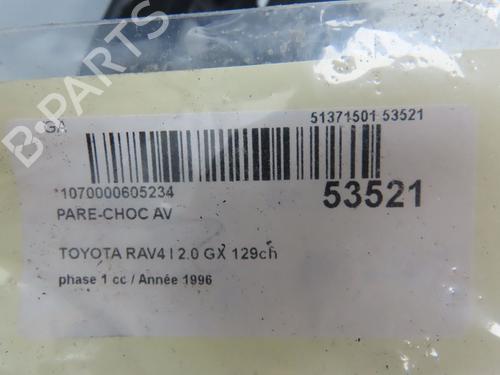 B-PARTS
GA
51371501 53521
*1070000605234
53521
PARE-CHOC AV
TOYOTA RAV4 I 2.0 GX 129ch
phase 1 cc / Année 1996